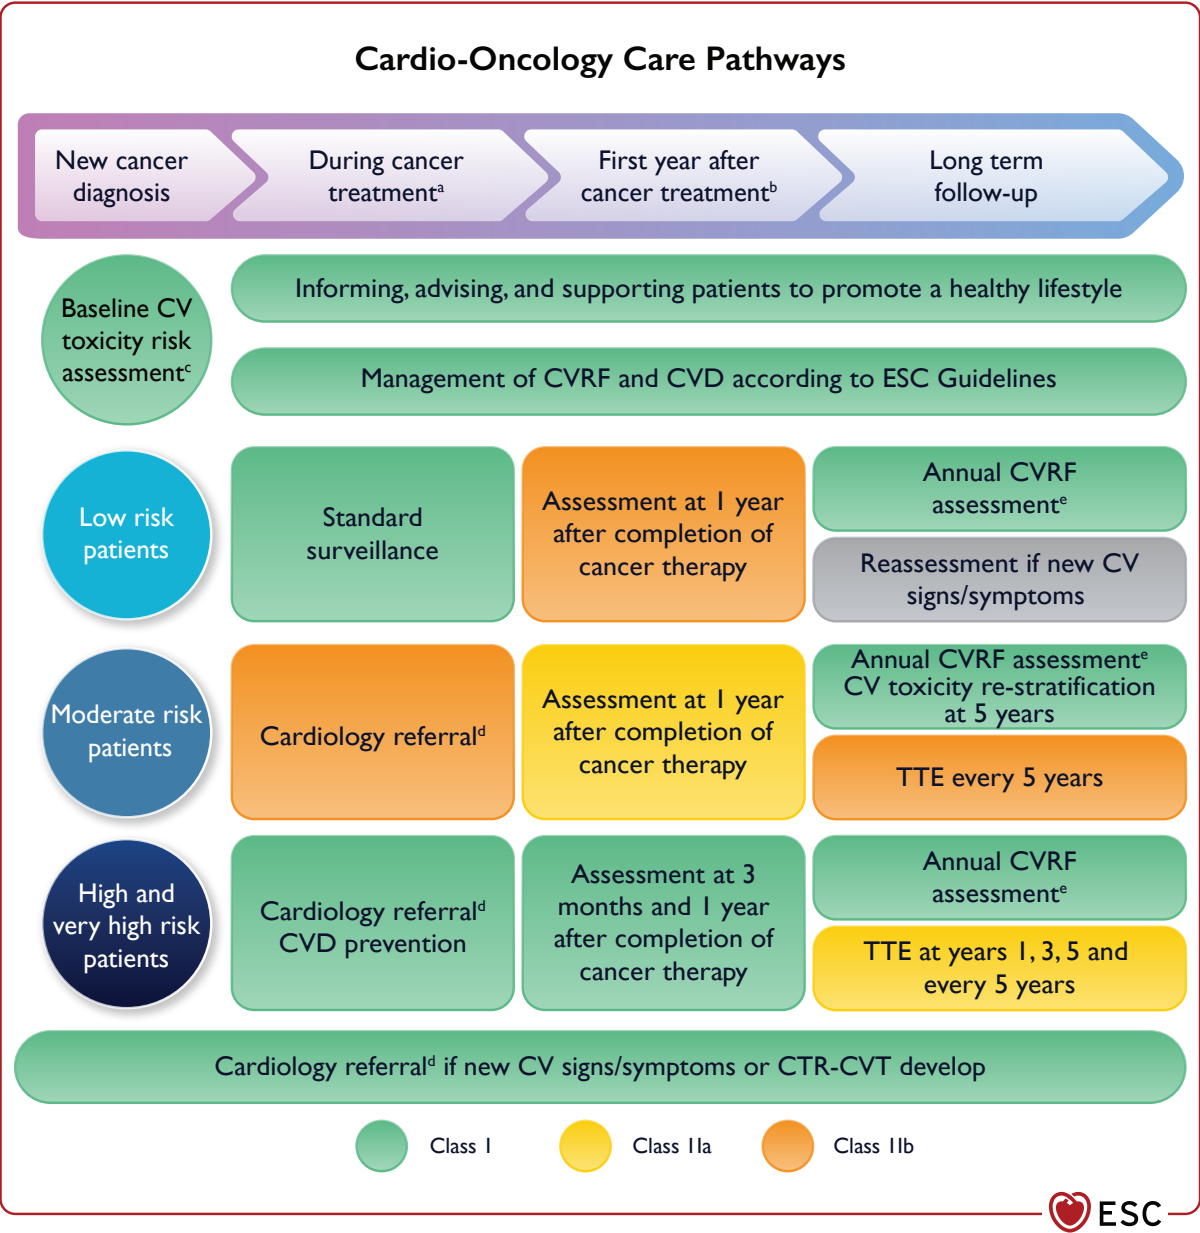 Cardio-Oncology Care Pathways
New cancer
diagnosis
During cancer
treatmentᵃ
First year after
cancer treatmentᵇ
Long term
follow-up
Baseline CV
toxicity risk
assessmentᶜ
Informing, advising, and supporting patients to promote a healthy lifestyle
Management of CVRF and CVD according to ESC Guidelines
Low risk
patients
Standard
surveillance
Assessment at 1 year
after completion of
cancer therapy
Annual CVRF
assessmentᵉ
Reassessment if new CV
signs/symptoms
Moderate risk
patients
Cardiology referralᵈ
Assessment at 1 year
after completion of
cancer therapy
Annual CVRF assessmentᵉ
CV toxicity re-stratification
at 5 years
TTE every 5 years
High and
very high risk
patients
Cardiology referralᵈ
CVD prevention
Assessment at 3
months and 1 year
after completion of
cancer therapy
Annual CVRF
assessmentᵉ
TTE at years 1, 3, 5 and
every 5 years
Cardiology referralᵈ if new CV signs/symptoms or CTR-CVT develop
Class I
Class IIa
Class IIb
ESC